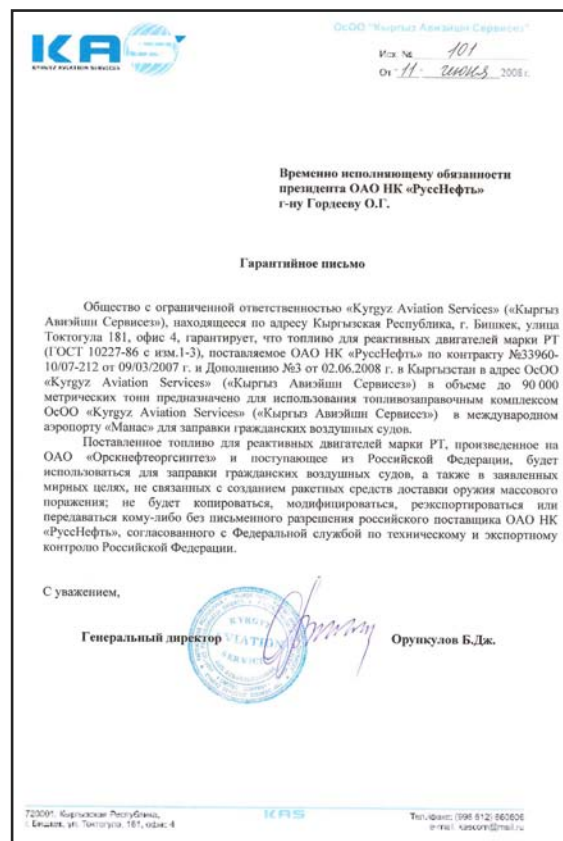 KAS
KYRGYZ AVIATION SERVICES
ОсОО "Кыргыз Авиэйшн Сервисез"
Исх. № 101
От 11 июня 2008 г.
Временно исполняющему обязанности
президента ОАО НК «РуссНефть»
г-ну Гордееву О.Г.
Гарантийное письмо
Общество с ограниченной ответственностью «Kyrgyz Aviation Services» («Кыргыз
Авиэйшн Сервисез»), находящееся по адресу Кыргызская Республика, г. Бишкек, улица
Токтогула 181, офис 4, гарантирует, что топливо для реактивных двигателей марки РТ
(ГОСТ 10227-86 с изм.1-3), поставляемое ОАО НК «РуссНефть» по контракту №33960-
10/07-212 от 09/03/2007 г. и Дополнению №3 от 02.06.2008 г. в Кыргызстан в адрес ОсОО
«Kyrgyz Aviation Services» («Кыргыз Авиэйшн Сервисез») в объеме до 90 000
метрических тонн предназначено для использования топливозаправочным комплексом
ОсОО «Kyrgyz Aviation Services» («Кыргыз Авиэйшн Сервисез») в международном
аэропорту «Манас» для заправки гражданских воздушных судов.
Поставленное топливо для реактивных двигателей марки РТ, произведенное на
ОАО «Орскнефтеоргсинтез» и поступающее из Российской Федерации, будет
использоваться для заправки гражданских воздушных судов, а также в заявленных
мирных целях, не связанных с созданием ракетных средств доставки оружия массового
поражения; не будет копироваться, модифицироваться, реэкспортироваться или
передаваться кому-либо без письменного разрешения российского поставщика ОАО НК
«РуссНефть», согласованного с Федеральной службой по техническому и экспортному
контролю Российской Федерации.
С уважением,
Генеральный директор Орункулов Б.Дж.
KYRGYZ
AVIATION
SERVICES
720001, Кыргызская Республика,
г. Бишкек, ул. Токтогула, 181, офис 4
KAS
Тел./факс: (996 612) 660606
e-mail: kascom@mail.ru